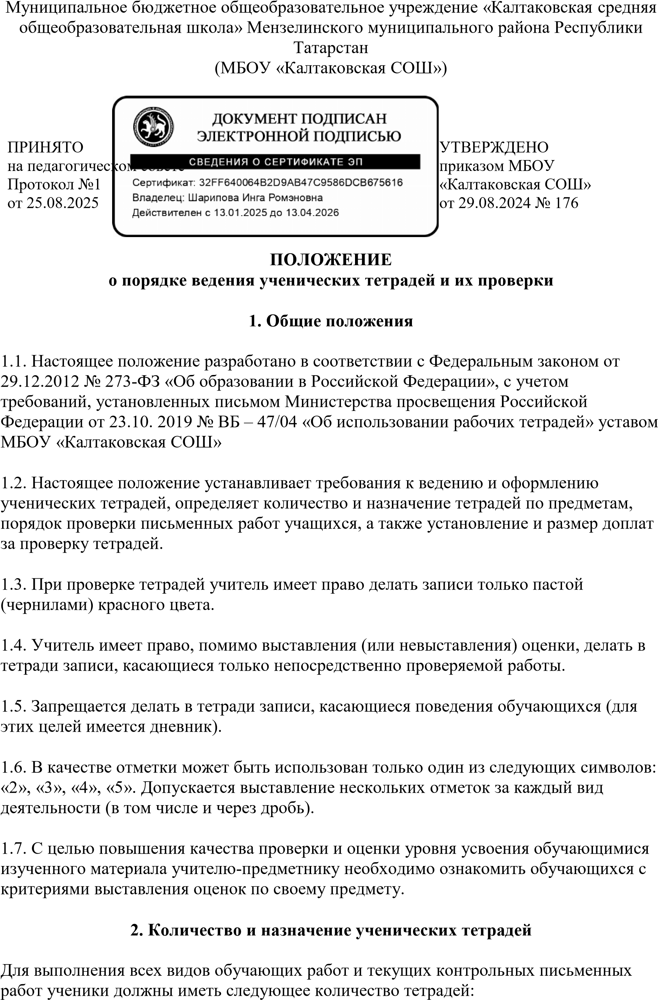 Муниципальное бюджетное общеобразовательное учреждение «Калтаковская средняя
общеобразовательная школа» Мензелинского муниципального района Республики
Татарстан
(МБОУ «Калтаковская СОШ»)
ДОКУМЕНТ ПОДПИСАН
ЭЛЕКТРОННОЙ ПОДПИСЬЮ
СВЕДЕНИЯ О СЕРТИФИКАТЕ ЭП
Сертификат: 32FF640064B2D9AB47C9586DCB675616
Владелец: Шарипова Инга Ромэновна
Действителен с 13.01.2025 до 13.04.2026
ПРИНЯТО
на педагогическом совете
Протокол №1
от 25.08.2025
УТВЕРЖДЕНО
приказом МБОУ
«Калтаковская СОШ»
от 29.08.2024 № 176
ПОЛОЖЕНИЕ
о порядке ведения ученических тетрадей и их проверки
1. Общие положения
1.1. Настоящее положение разработано в соответствии с Федеральным законом от
29.12.2012 № 273-ФЗ «Об образовании в Российской Федерации», с учетом
требований, установленных письмом Министерства просвещения Российской
Федерации от 23.10. 2019 № ВБ – 47/04 «Об использовании рабочих тетрадей» уставом
МБОУ «Калтаковская СОШ»
1.2. Настоящее положение устанавливает требования к ведению и оформлению
ученических тетрадей, определяет количество и назначение тетрадей по предметам,
порядок проверки письменных работ учащихся, а также установление и размер доплат
за проверку тетрадей.
1.3. При проверке тетрадей учитель имеет право делать записи только пастой
(чернилами) красного цвета.
1.4. Учитель имеет право, помимо выставления (или невыставления) оценки, делать в
тетради записи, касающиеся только непосредственно проверяемой работы.
1.5. Запрещается делать в тетради записи, касающиеся поведения обучающихся (для
этих целей имеется дневник).
1.6. В качестве отметки может быть использован только один из следующих символов:
«2», «3», «4», «5». Допускается выставление нескольких отметок за каждый вид
деятельности (в том числе и через дробь).
1.7. С целью повышения качества проверки и оценки уровня усвоения обучающимися
изученного материала учителю-предметнику необходимо ознакомить обучающихся с
критериями выставления оценок по своему предмету.
2. Количество и назначение ученических тетрадей
Для выполнения всех видов обучающих работ и текущих контрольных письменных
работ ученики должны иметь следующее количество тетрадей: